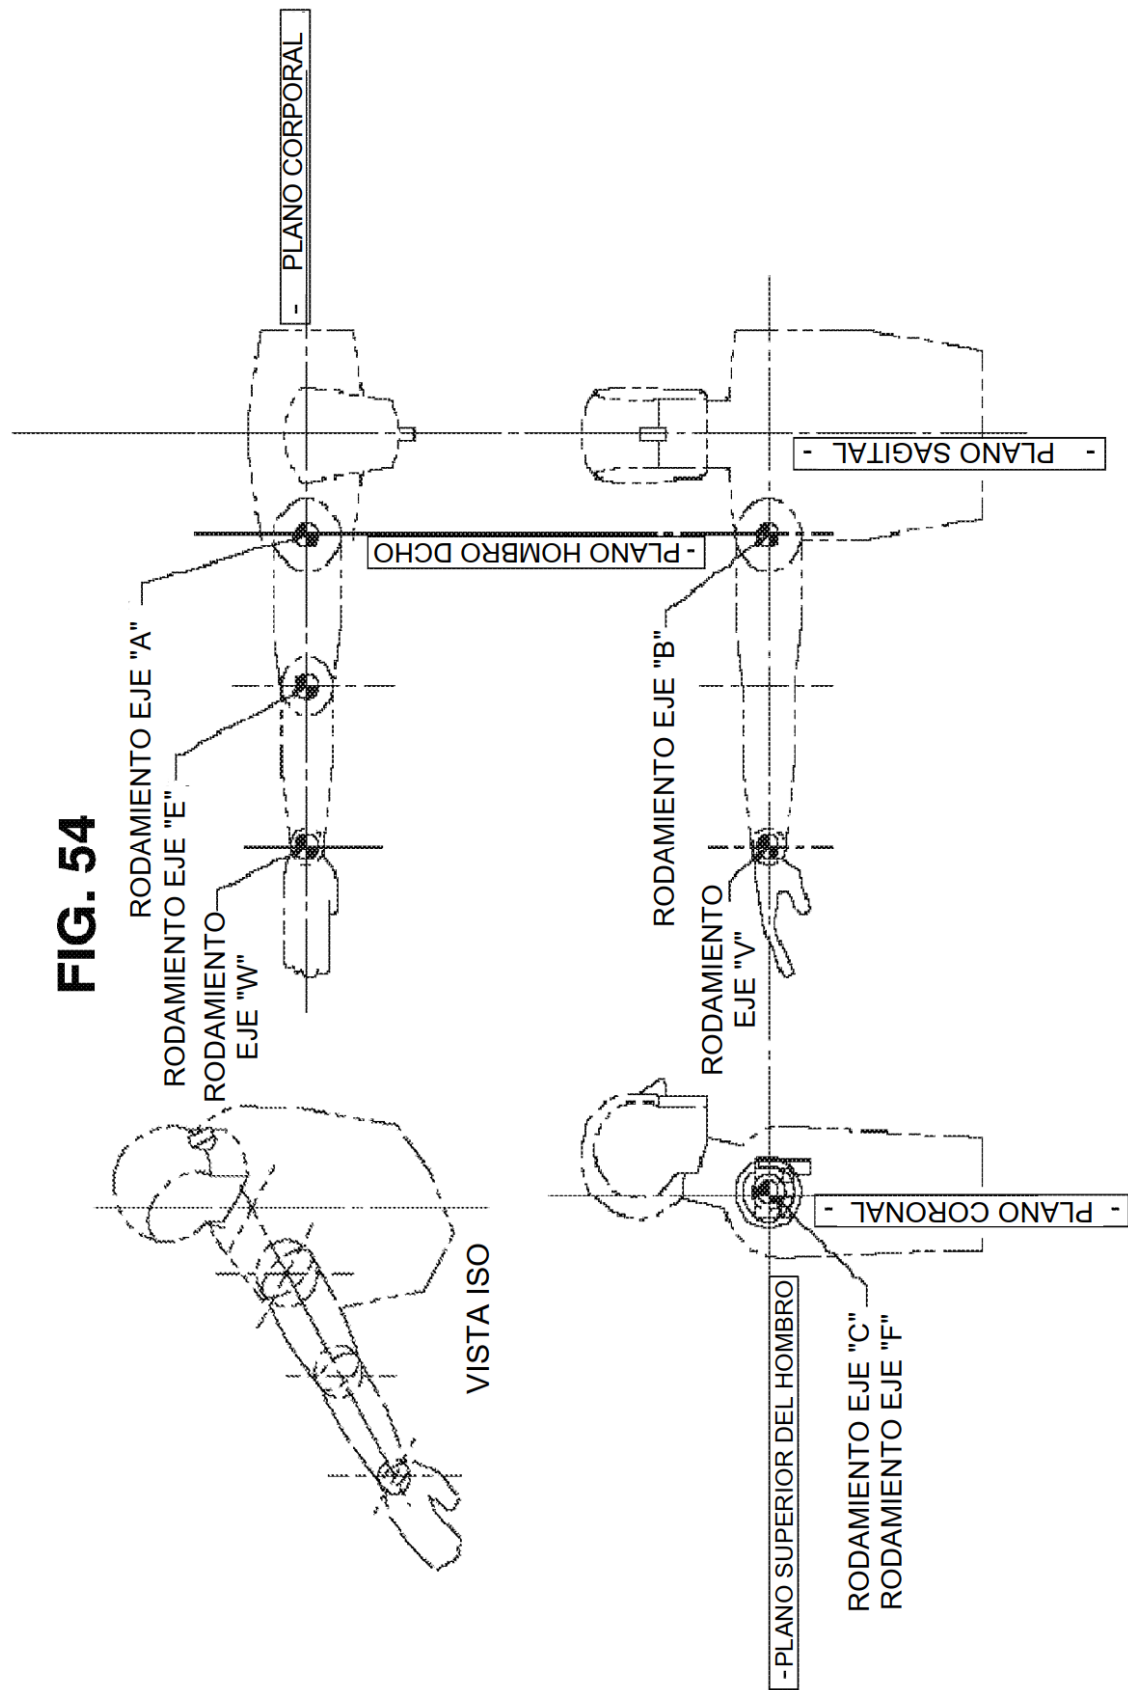 FIG. 54
RODAMIENTO EJE "A"
RODAMIENTO EJE "E"
RODAMIENTO
EJE "W"
- PLANO CORPORAL
- PLANO HOMBRO DCHO
VISTA ISO
RODAMIENTO EJE "B"
RODAMIENTO
EJE "V"
- PLANO SAGITAL -
- PLANO SUPERIOR DEL HOMBRO
- PLANO CORONAL -
RODAMIENTO EJE "C"
RODAMIENTO EJE "F"